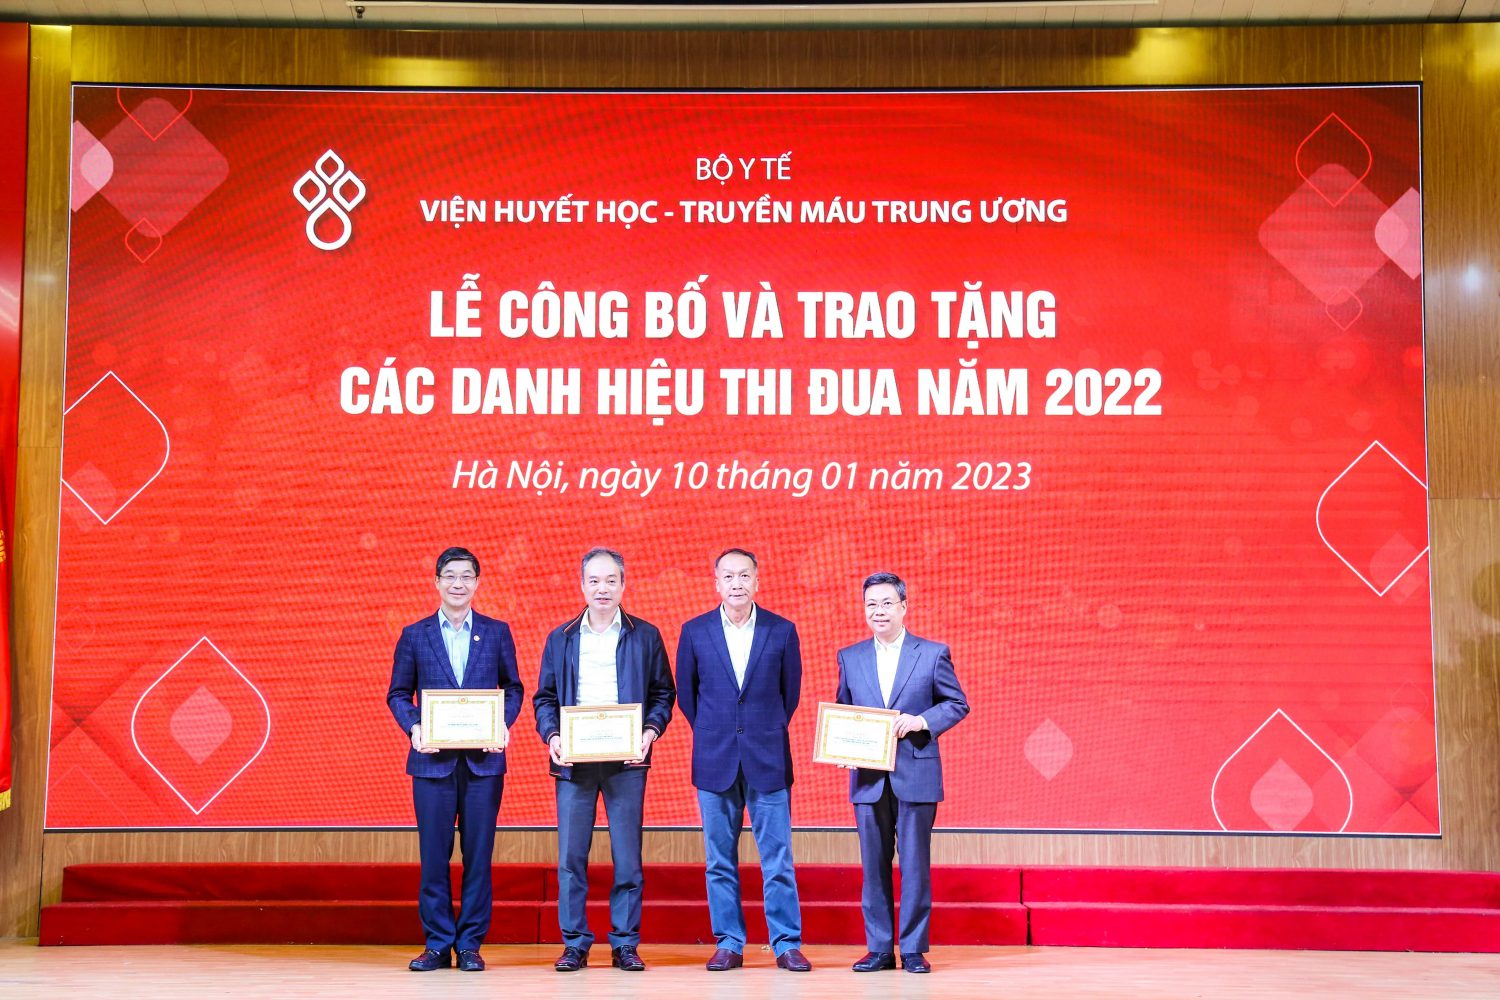 BỘ Y TẾ
VIỆN HUYẾT HỌC - TRUYỀN MÁU TRUNG ƯƠNG
LỄ CÔNG BỐ VÀ TRAO TẶNG
CÁC DANH HIỆU THI ĐUA NĂM 2022
Hà Nội, ngày 10 tháng 01 năm 2023